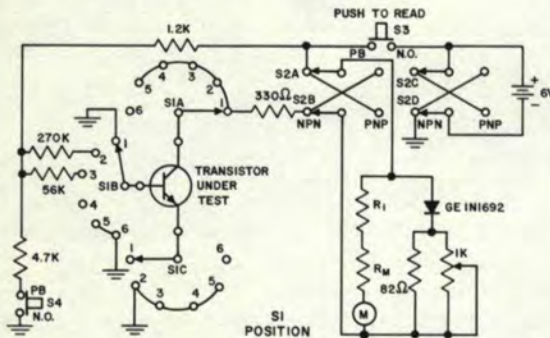 PUSH TO READ
S3
1.2K
PB
N.O.
S2A
S2C
5
4
3
2
S1A
1
330Ω
S2B
S2D
+
6V
−
6
NPN
PNP
NPN
PNP
1
270K
2
56K
3
S1B
TRANSISTOR
UNDER
TEST
4
R1
GE IN1692
5
6
4.7K
1
S1C
6
RM
1K
82Ω
2
5
PB
S4
3
4
M
N.O.
S1
POSITION